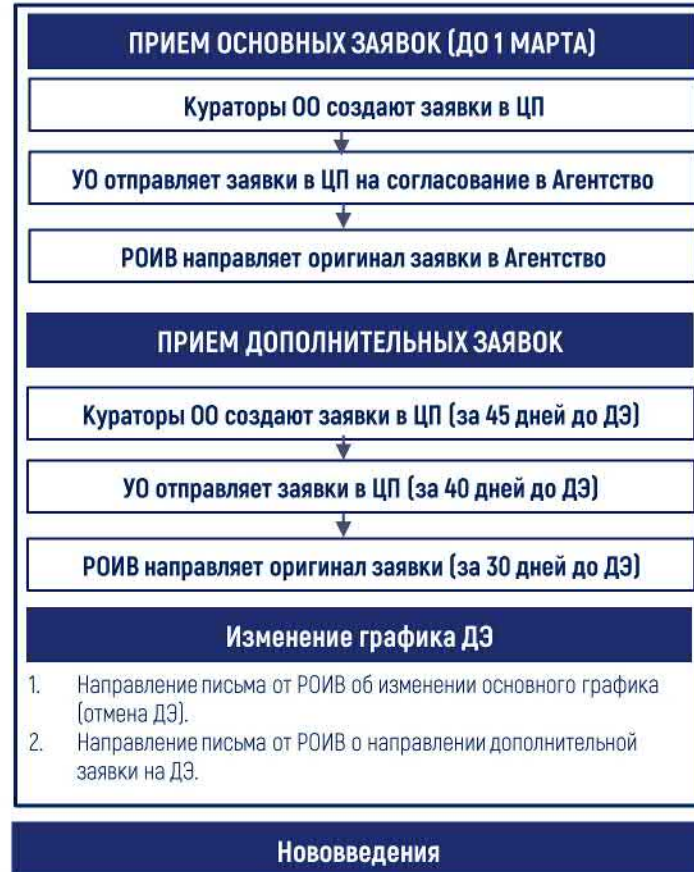 ПРИЕМ ОСНОВНЫХ ЗАЯВОК (ДО 1 МАРТА)
Кураторы ОО создают заявки в ЦП
УО отправляет заявки в ЦП на согласование в Агентство
РОИВ направляет оригинал заявки в Агентство
ПРИЕМ ДОПОЛНИТЕЛЬНЫХ ЗАЯВОК
Кураторы ОО создают заявки в ЦП (за 45 дней до ДЭ)
УО отправляет заявки в ЦП (за 40 дней до ДЭ)
РОИВ направляет оригинал заявки (за 30 дней до ДЭ)
Изменение графика ДЭ
1. Направление письма от РОИВ об изменении основного графика
(отмена ДЭ).
2. Направление письма от РОИВ о направлении дополнительной
заявки на ДЭ.
Нововведения